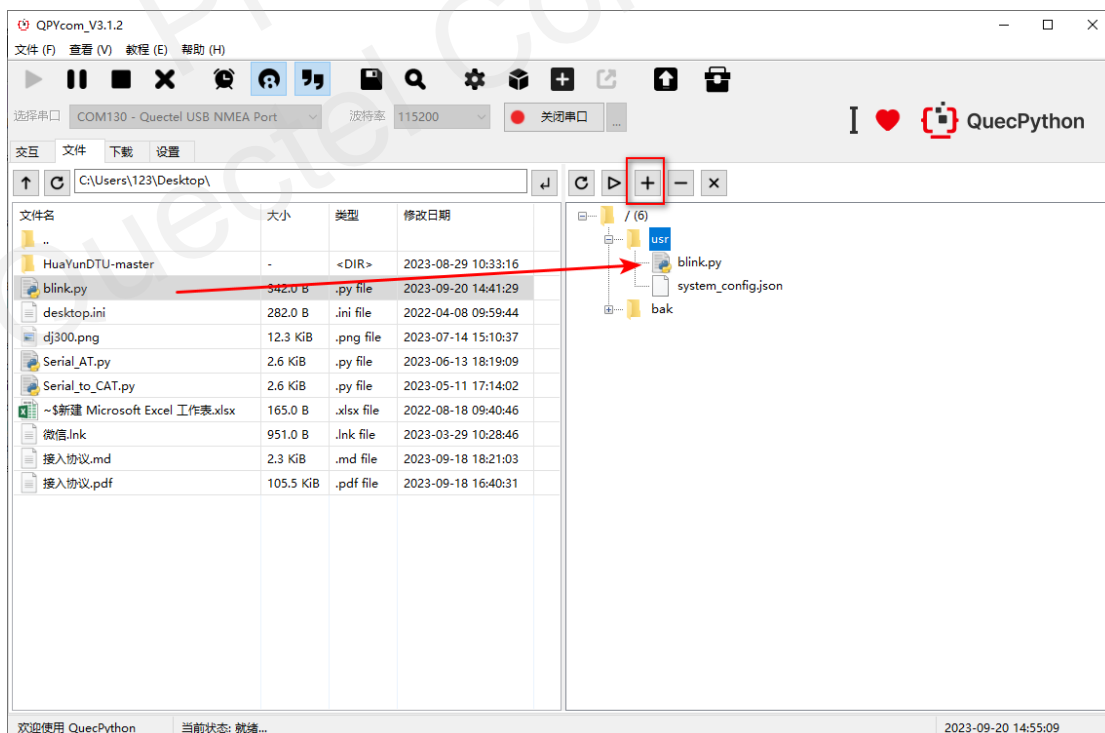 QPYcom_V3.1.2
文件 (F) 查看 (V) 教程 (E) 帮助 (H)
选择串口 COM130 - Quectel USB NMEA Port 波特率 115200 关闭串口 ...
QuecPython
交互 文件 下载 设置
C:\Users\123\Desktop\
文件名 大小 类型 修改日期
..
HuaYunDTU-master - <DIR> 2023-08-29 10:33:16
blink.py 342.0 B .py file 2023-09-20 14:41:29
desktop.ini 282.0 B .ini file 2022-04-08 09:59:44
dj300.png 12.3 KiB .png file 2023-07-14 15:10:37
Serial_AT.py 2.6 KiB .py file 2023-06-13 18:19:09
Serial_to_CAT.py 2.6 KiB .py file 2023-05-11 17:14:02
~$新建 Microsoft Excel 工作表.xlsx 165.0 B .xlsx file 2022-08-18 09:40:46
微信.lnk 951.0 B .lnk file 2023-03-29 10:28:46
接入协议.md 2.3 KiB .md file 2023-09-18 18:21:03
接入协议.pdf 105.5 KiB .pdf file 2023-09-18 16:40:31
/ (6)
usr
blink.py
system_config.json
bak
欢迎使用 QuecPython 当前状态: 就绪... 2023-09-20 14:55:09
Quectel